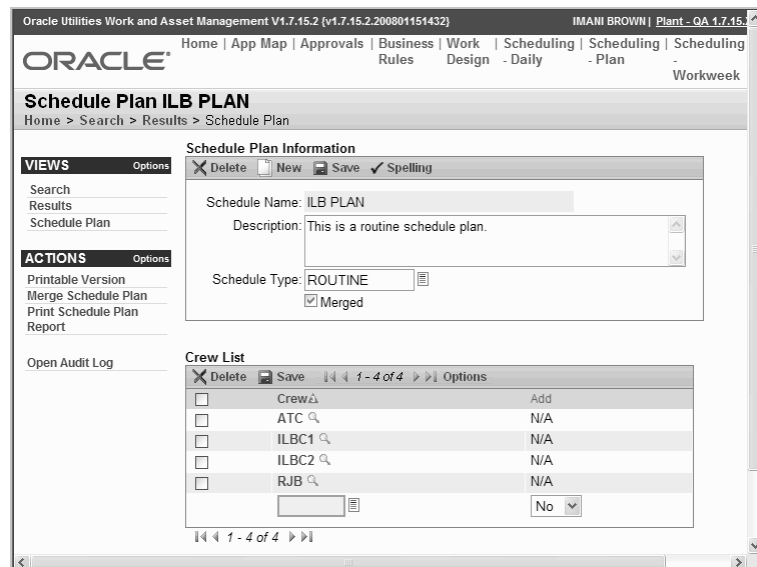 Oracle Utilities Work and Asset Management V1.7.15.2 {v1.7.15.2.200801151432} IMANI BROWN | Plant - QA 1.7.15.
ORACLE
Home | App Map | Approvals | Business Rules | Work Design | Scheduling - Daily | Scheduling - Plan | Scheduling - Workweek
Schedule Plan ILB PLAN
Home > Search > Results > Schedule Plan
VIEWS Options
Search
Results
Schedule Plan
ACTIONS Options
Printable Version
Merge Schedule Plan
Print Schedule Plan
Report
Open Audit Log
Schedule Plan Information
Delete New Save Spelling
Schedule Name: ILB PLAN
Description: This is a routine schedule plan.
Schedule Type: ROUTINE
Merged
Crew List
Delete Save 1 - 4 of 4 Options
Crew Add
ATC N/A
ILBC1 N/A
ILBC2 N/A
RJB N/A
No
1 - 4 of 4